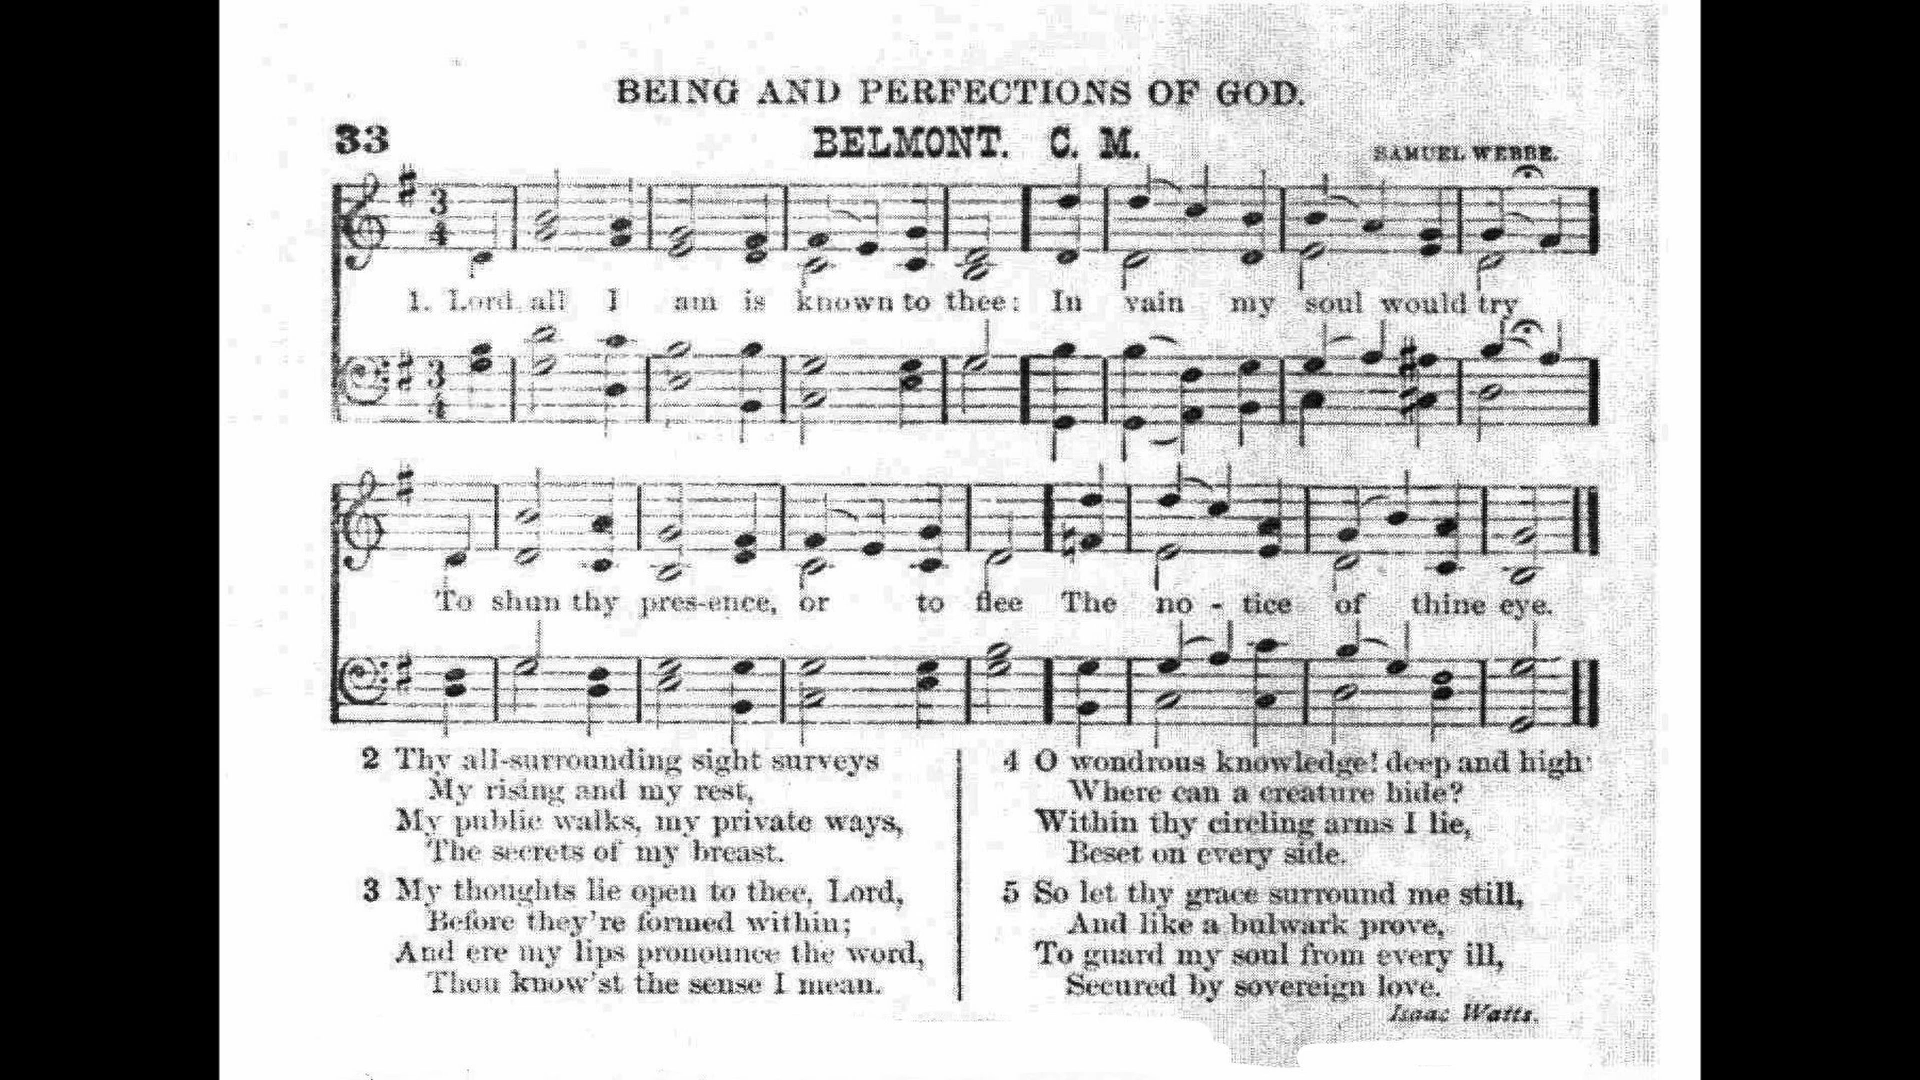 BEING AND PERFECTIONS OF GOD.
33
BELMONT. C. M.
SAMUEL WEBBE.
1. Lord all I am is known to thee: In vain my soul would try
To shun thy pres-ence, or to flee The no - tice of thine eye.
2 Thy all-surrounding sight surveys
My rising and my rest,
My public walks, my private ways,
The secrets of my breast.
3 My thoughts lie open to thee, Lord,
Before they're formed within;
And ere my lips pronounce the word,
Thou know'st the sense I mean.
4 O wondrous knowledge! deep and high
Where can a creature hide?
Within thy circling arms I lie,
Beset on every side.
5 So let thy grace surround me still,
And like a bulwark prove,
To guard my soul from every ill,
Secured by sovereign love.
Isaac Watts.